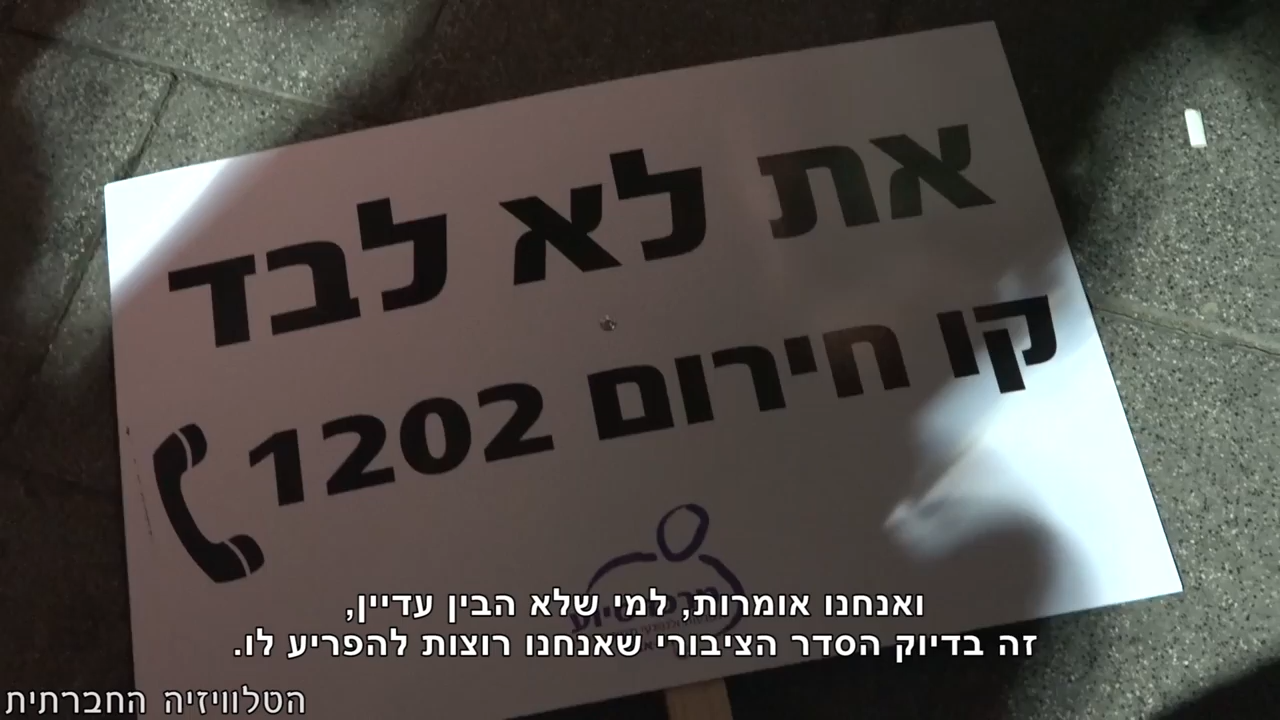 את לא לבד
קו חירום 1202
ואנחנו אומרות, למי שלא הבין עדיין,
זה בדיוק הסדר הציבורי שאנחנו רוצות להפריע לו.
הטלוויזיה החברתית